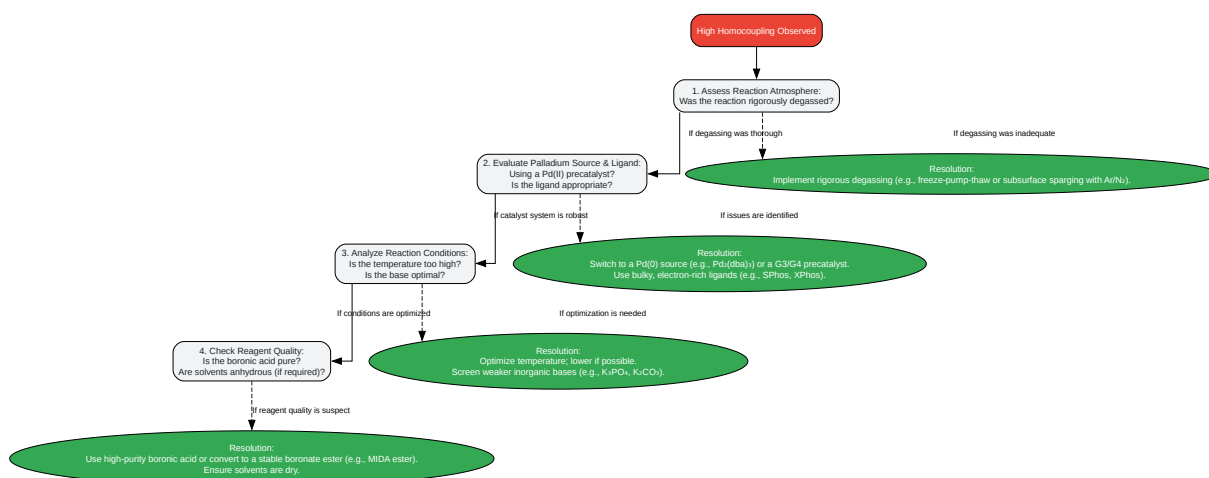 High Homocoupling Observed
1. Assess Reaction Atmosphere:
Was the reaction rigorously degassed?
If degassing was thorough
If degassing was inadequate
Resolution:
Implement rigorous degassing (e.g., freeze-pump-thaw or subsurface sparging with Ar/N₂).
2. Evaluate Palladium Source & Ligand:
Using a Pd(II) precatalyst?
Is the ligand appropriate?
If catalyst system is robust
If issues are identified
Resolution:
Switch to a Pd(0) source (e.g., Pd₂(dba)₃) or a G3/G4 precatalyst.
Use bulky, electron-rich ligands (e.g., SPhos, XPhos).
3. Analyze Reaction Conditions:
Is the temperature too high?
Is the base optimal?
If conditions are optimized
If optimization is needed
Resolution:
Optimize temperature; lower if possible.
Screen weaker inorganic bases (e.g., K₃PO₄, K₂CO₃).
4. Check Reagent Quality:
Is the boronic acid pure?
Are solvents anhydrous (if required)?
If reagent quality is suspect
Resolution:
Use high-purity boronic acid or convert to a stable boronate ester (e.g., MIDA ester).
Ensure solvents are dry.